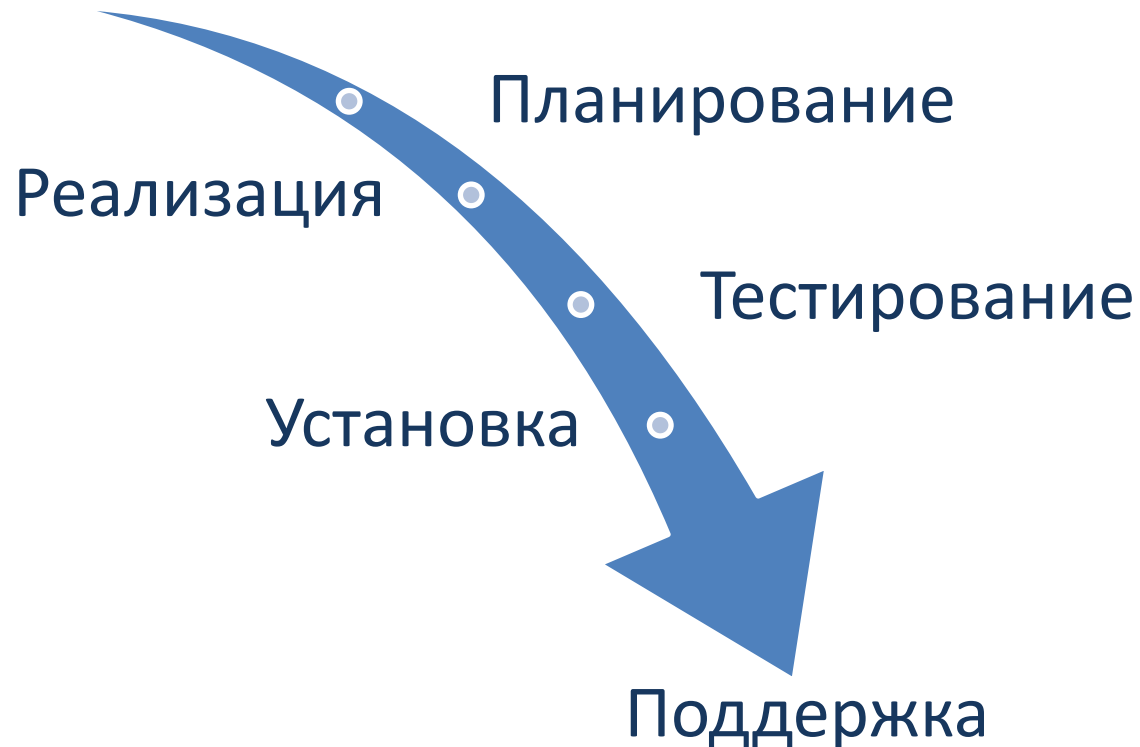 Планирование
Реализация
Тестирование
Установка
Поддержка